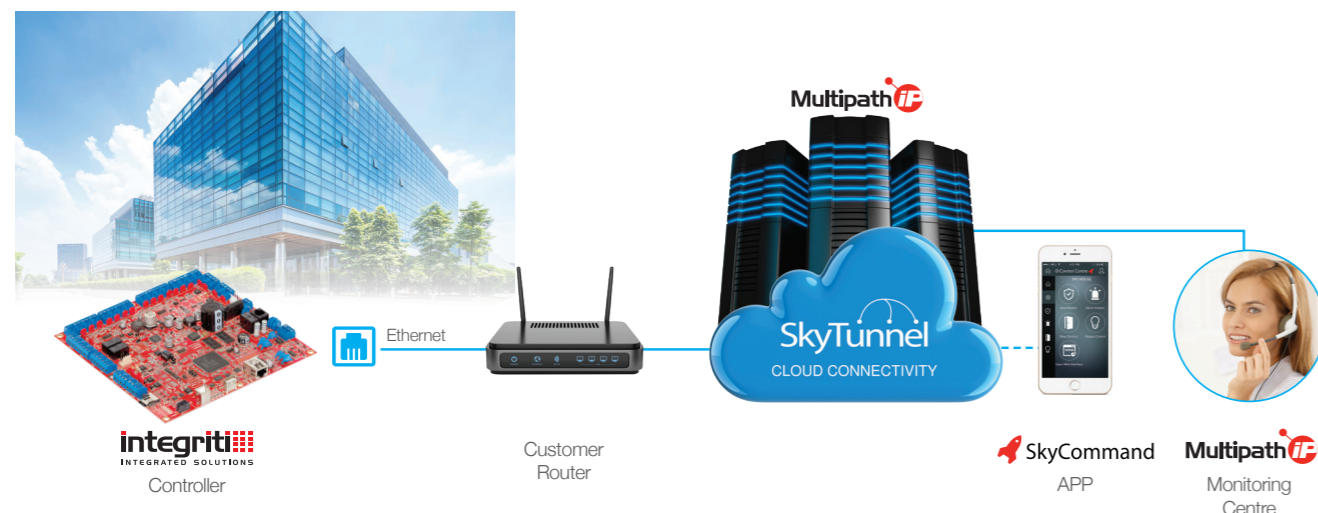 Multipath iP
Ethernet
SkyTunnel
CLOUD CONNECTIVITY
integriti
INTEGRATED SOLUTIONS
Controller
Customer
Router
SkyCommand
APP
Multipath iP
Monitoring
Centre